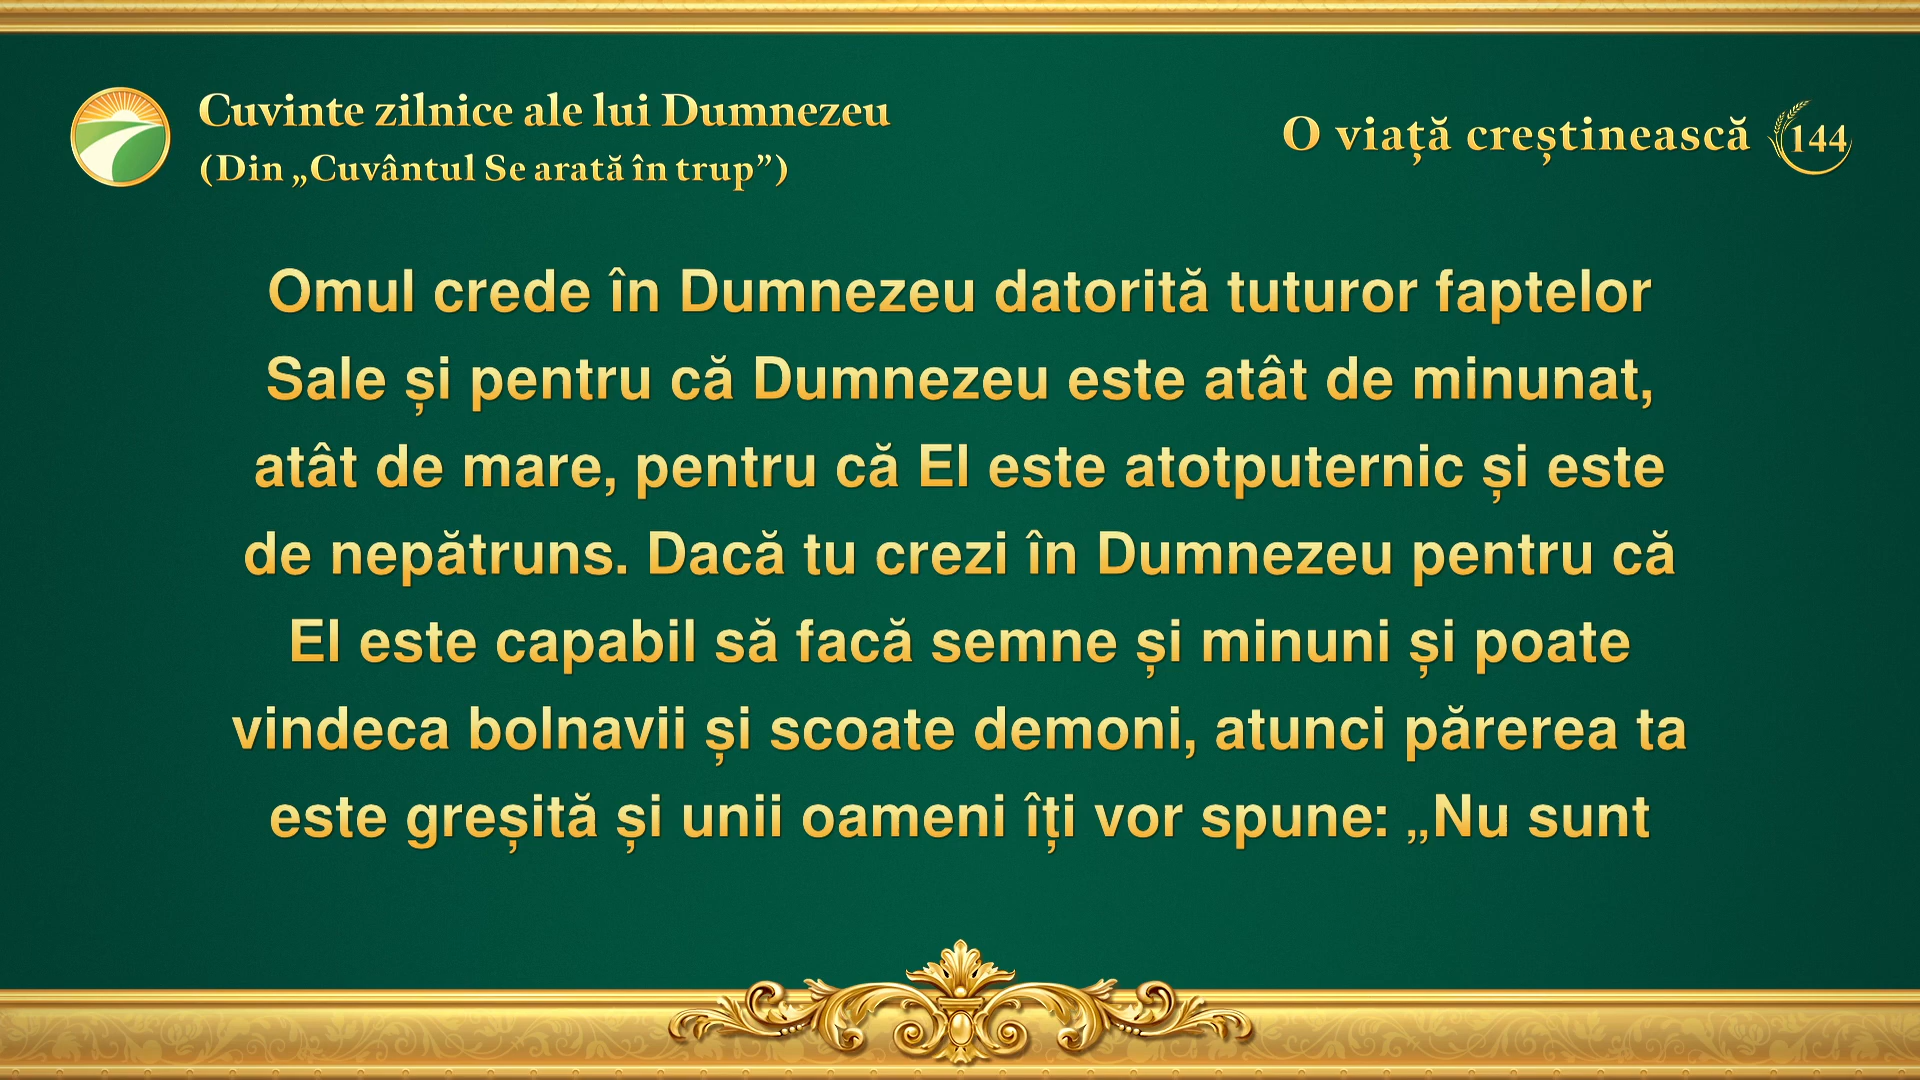 Cuvinte zilnice ale lui Dumnezeu
(Din „Cuvântul Se arată în trup”)
O viață creștinească 144
Omul crede în Dumnezeu datorită tuturor faptelor
Sale și pentru că Dumnezeu este atât de minunat,
atât de mare, pentru că El este atotputernic și este
de nepătruns. Dacă tu crezi în Dumnezeu pentru că
El este capabil să facă semne și minuni și poate
vindeca bolnavii și scoate demoni, atunci părerea ta
este greșită și unii oameni îți vor spune: „Nu sunt